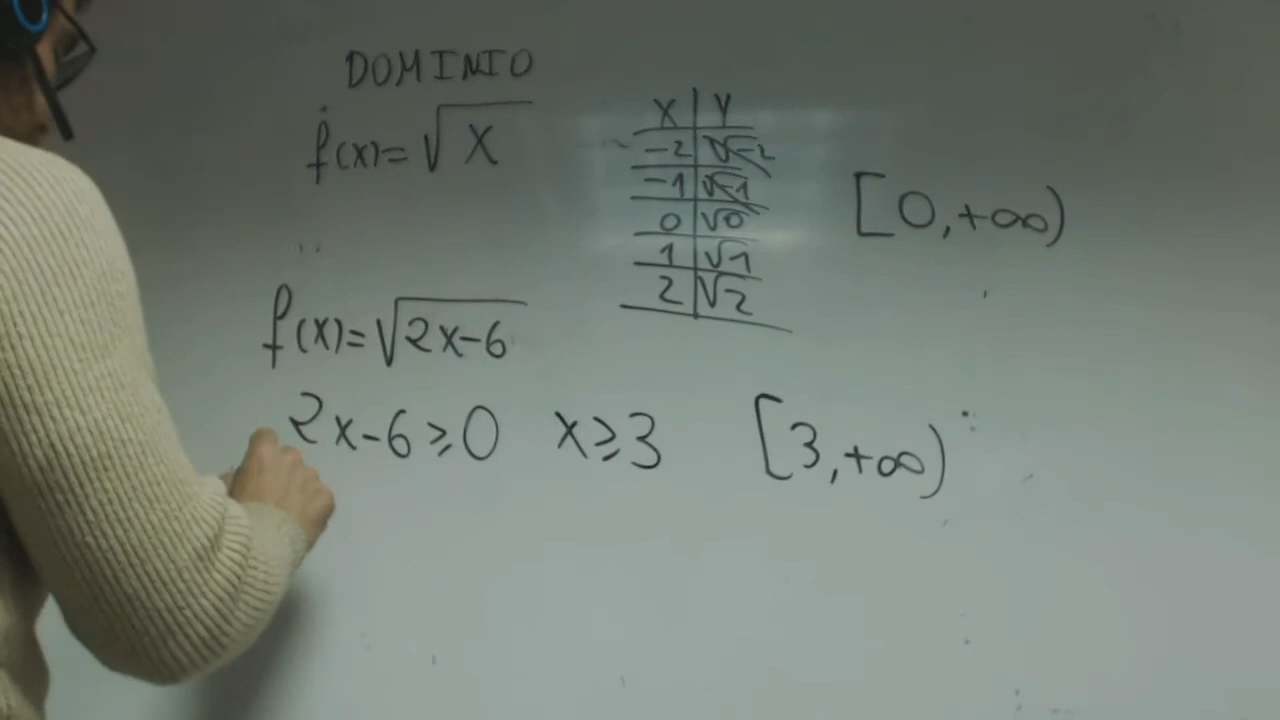 DOMINIO
f(x)=√x
x | y
-2 | √-2
-1 | √-1
0 | √0
1 | √1
2 | √2
[0,+∞)
f(x)=√2x-6
2x-6≥0 x≥3 [3,+∞)